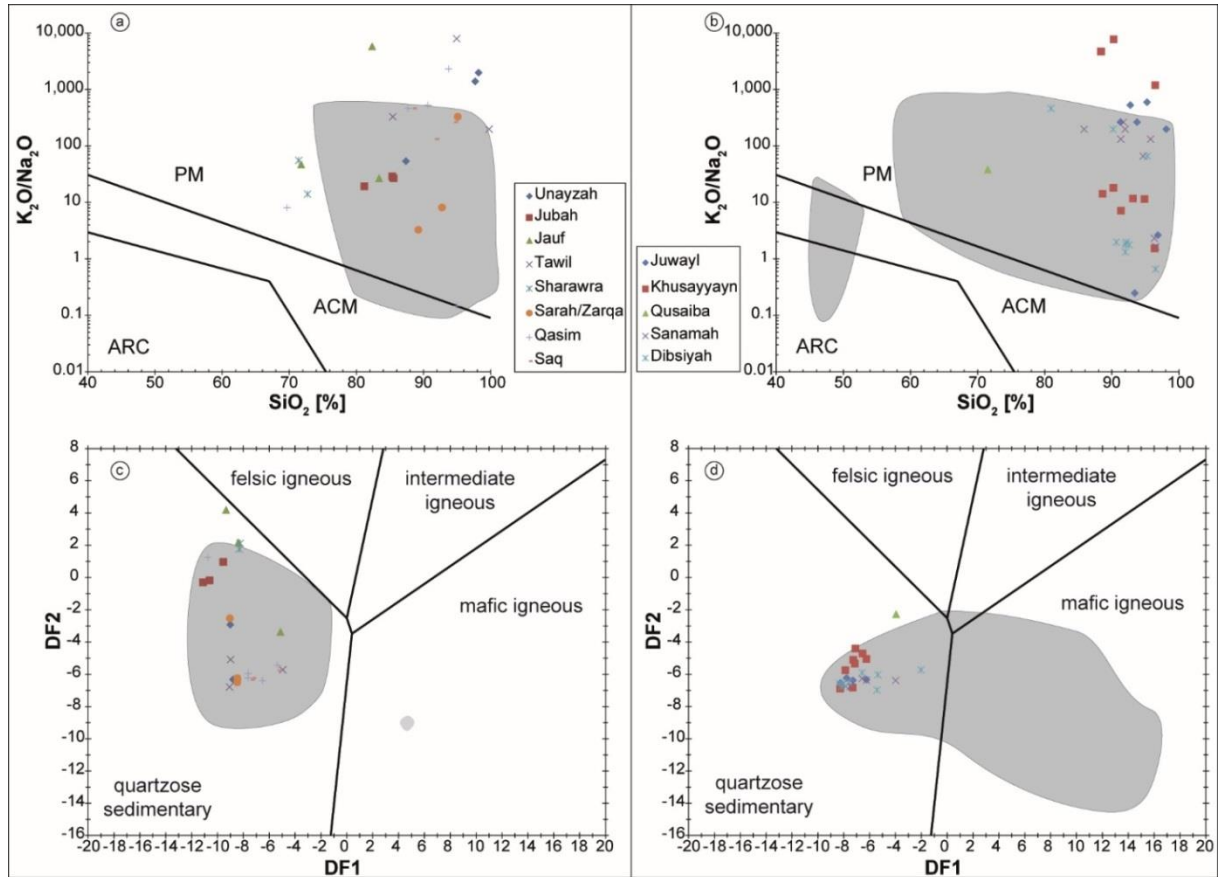 a
10,000
1,000
100
10
1
0.1
0.01
K2O/Na2O
PM
ACM
ARC
40 50 60 70 80 90 100
SiO2 [%]
Unayzah
Jubah
Jauf
Tawil
Sharawra
Sarah/Zarqa
Qasim
Saq
b
10,000
1,000
100
10
1
0.1
0.01
K2O/Na2O
PM
ACM
ARC
40 50 60 70 80 90 100
SiO2 [%]
Juwayl
Khusayyayn
Qusaiba
Sanamah
Dibsiyah
c
8
6
4
2
0
-2
-4
-6
-8
-10
-12
-14
-16
DF2
felsic igneous
intermediate
igneous
mafic igneous
quartzose
sedimentary
-20 -18 -16 -14 -12 -10 -8 -6 -4 -2 0 2 4 6 8 10 12 14 16 18 20
DF1
d
8
6
4
2
0
-2
-4
-6
-8
-10
-12
-14
-16
DF2
felsic igneous
intermediate
igneous
mafic igneous
quartzose
sedimentary
-20 -18 -16 -14 -12 -10 -8 -6 -4 -2 0 2 4 6 8 10 12 14 16 18 20
DF1